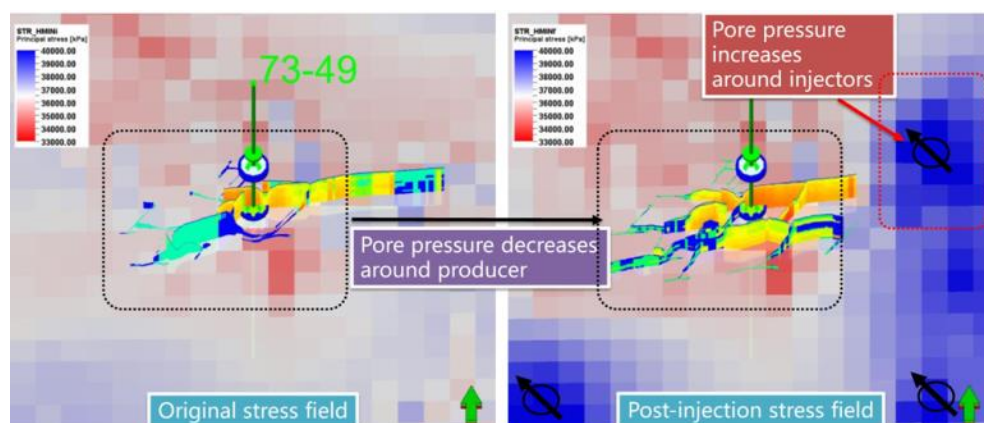 STR_HMINi
Principal stress [kPa]
40000.00
39000.00
38000.00
37000.00
36000.00
35000.00
34000.00
33000.00
73-49
Original stress field
Pore pressure decreases
around producer
STR_HMINf
Principal stress [kPa]
40000.00
39000.00
38000.00
37000.00
36000.00
35000.00
34000.00
33000.00
Pore pressure
increases
around injectors
Post-injection stress field